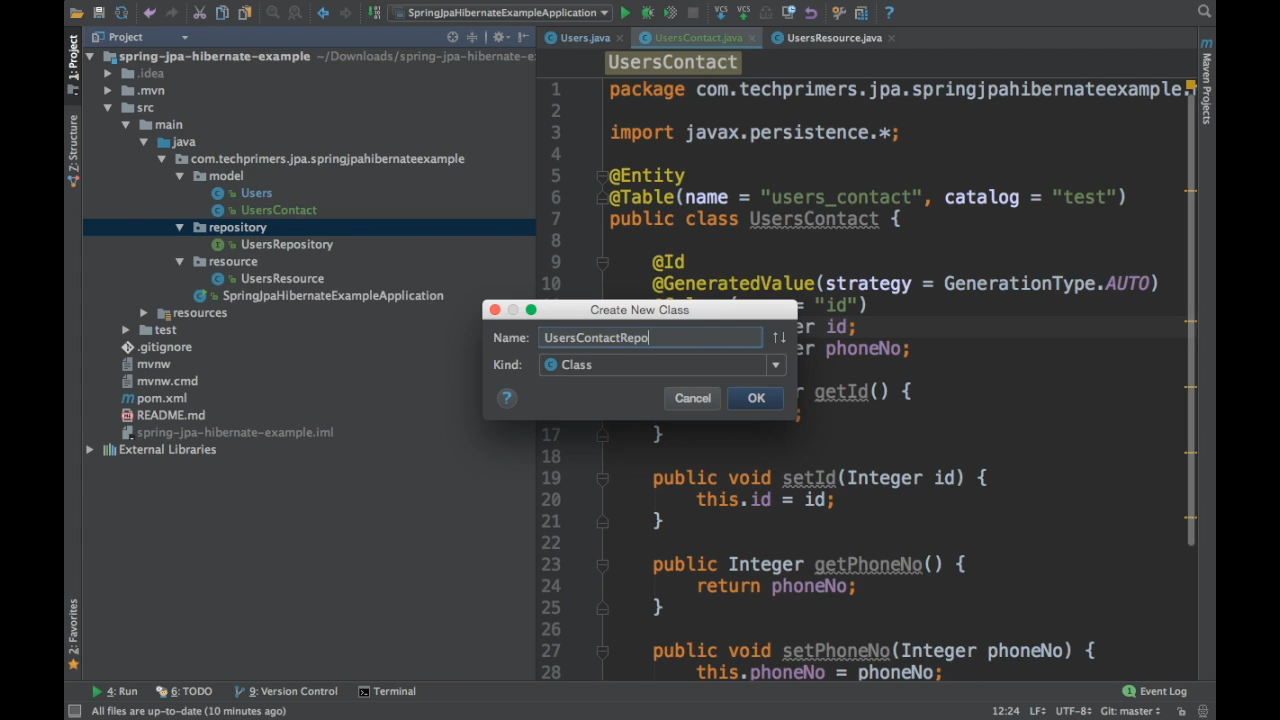 SpringJpaHibernateExampleApplication
VCS
VCS
Project
Users.java
UsersContact.java
UsersResource.java
1: Project
Z: Structure
2: Favorites
Maven Projects
spring-jpa-hibernate-example ~/Downloads/spring-jpa-hibernate-e
.idea
.mvn
src
main
java
com.techprimers.jpa.springjpahibernateexample
model
Users
UsersContact
repository
UsersRepository
resource
UsersResource
SpringJpaHibernateExampleApplication
resources
test
.gitignore
mvnw
mvnw.cmd
pom.xml
README.md
spring-jpa-hibernate-example.iml
External Libraries
UsersContact
1 package com.techprimers.jpa.springjpahibernateexample.
2
3 import javax.persistence.*;
4
5 @Entity
6 @Table(name = "users_contact", catalog = "test")
7 public class UsersContact {
8
9 @Id
10 @GeneratedValue(strategy = GenerationType.AUTO)
= "id")
er id;
er phoneNo;
r getId() {
;
17 }
18
19 public void setId(Integer id) {
20 this.id = id;
21 }
22
23 public Integer getPhoneNo() {
24 return phoneNo;
25 }
26
27 public void setPhoneNo(Integer phoneNo) {
28 this.phoneNo = phoneNo;
Create New Class
Name: UsersContactRepo
Kind: Class
? Cancel OK
4: Run 6: TODO 9: Version Control Terminal 1 Event Log
All files are up-to-date (10 minutes ago) 12:24 LF UTF-8 Git: master